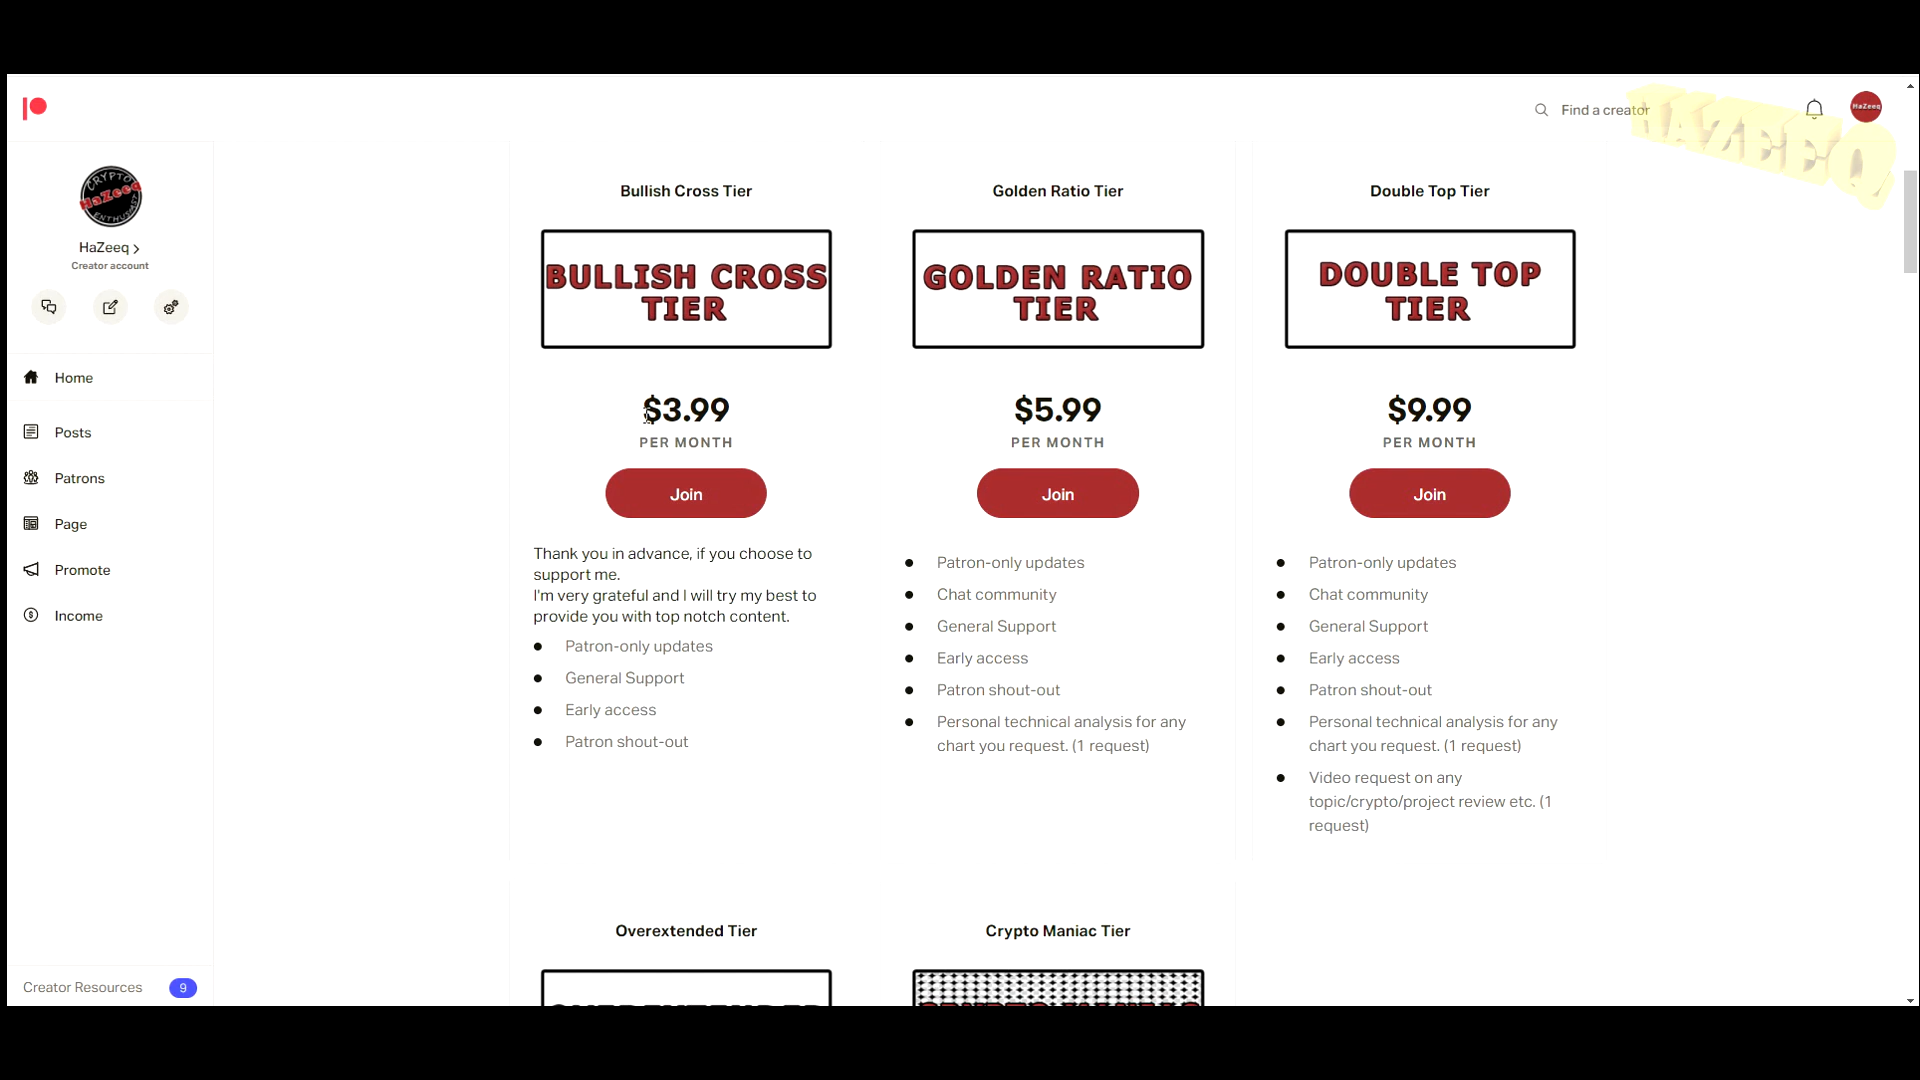 Find a creator
HaZeeq
HAZEEQ
CRYPTO
HaZeeq
ENTHUSIAST
HaZeeq
Creator account
Home
Posts
Patrons
Page
Promote
Income
Creator Resources 9
Bullish Cross Tier
BULLISH CROSS
TIER
$3.99
PER MONTH
Join
Thank you in advance, if you choose to
support me.
I'm very grateful and I will try my best to
provide you with top notch content.
Patron-only updates
General Support
Early access
Patron shout-out
Golden Ratio Tier
GOLDEN RATIO
TIER
$5.99
PER MONTH
Join
Patron-only updates
Chat community
General Support
Early access
Patron shout-out
Personal technical analysis for any
chart you request. (1 request)
Double Top Tier
DOUBLE TOP
TIER
$9.99
PER MONTH
Join
Patron-only updates
Chat community
General Support
Early access
Patron shout-out
Personal technical analysis for any
chart you request. (1 request)
Video request on any
topic/crypto/project review etc. (1
request)
Overextended Tier
Crypto Maniac Tier